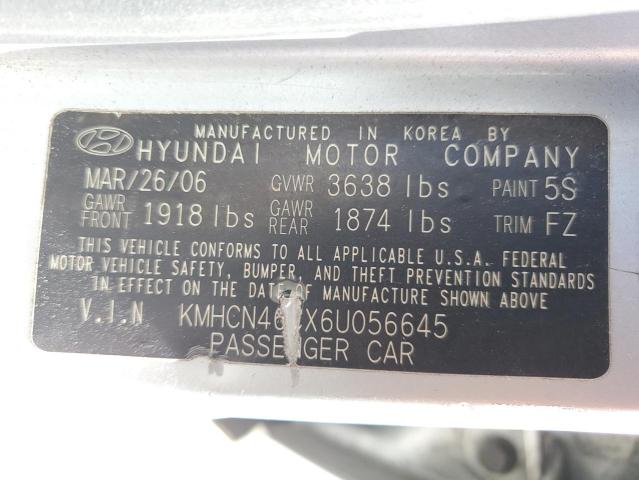 MANUFACTURED IN KOREA BY
HYUNDAI MOTOR COMPANY
MAR/26/06 GVWR 3638 lbs PAINT 5S
GAWR FRONT 1918 lbs GAWR REAR 1874 lbs TRIM FZ
THIS VEHICLE CONFORMS TO ALL APPLICABLE U.S.A. FEDERAL
MOTOR VEHICLE SAFETY, BUMPER, AND THEFT PREVENTION STANDARDS
IN EFFECT ON THE DATE OF MANUFACTURE SHOWN ABOVE
V.I.N
PASSENGER CAR